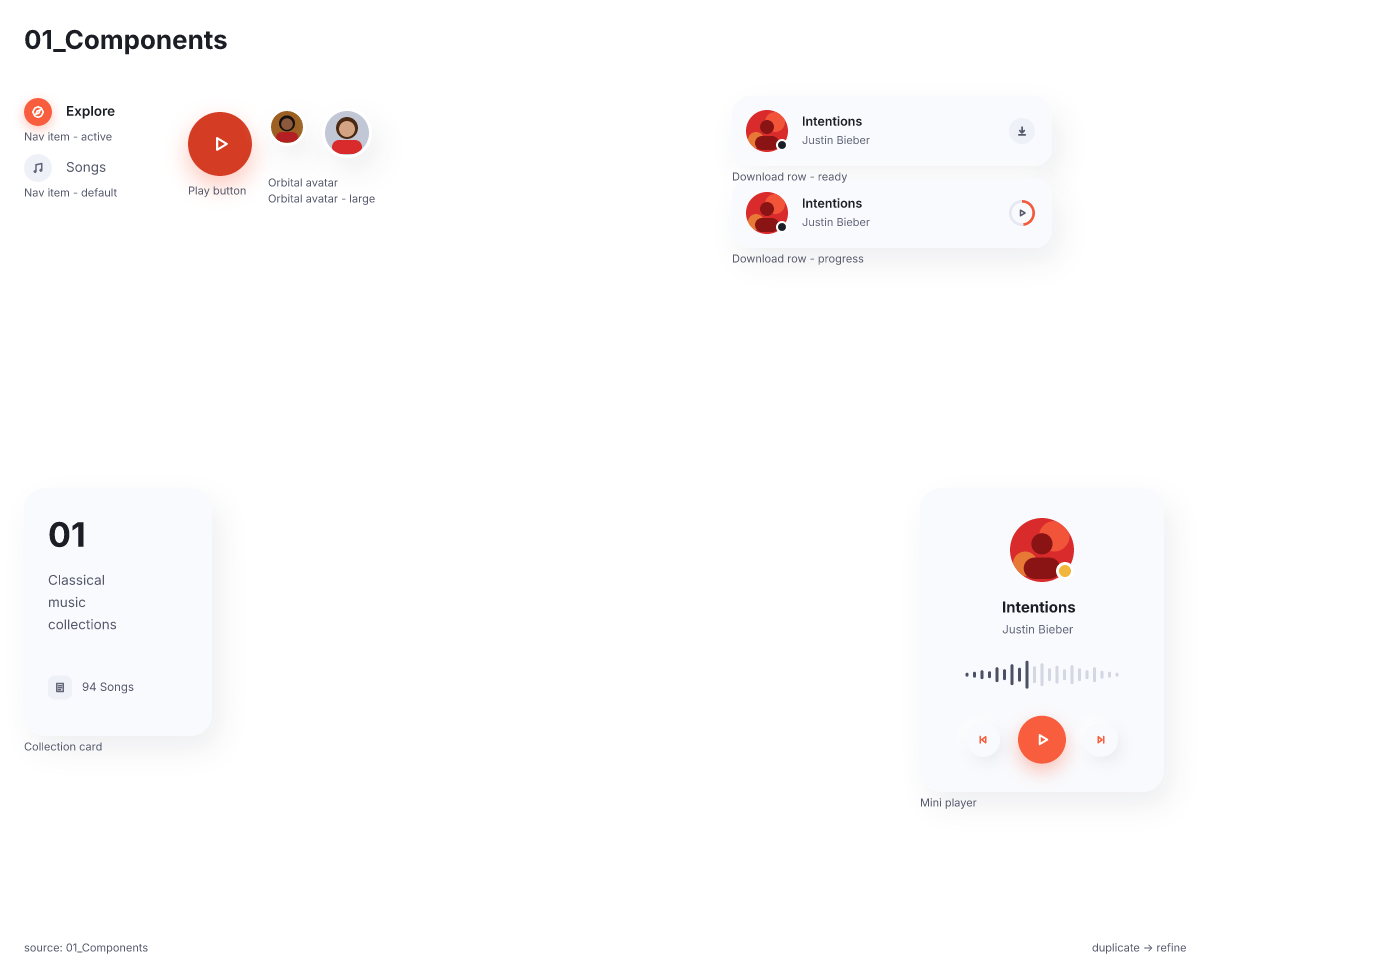 01_Components
Explore
Nav item - active
Songs
Nav item - default
Play button
Orbital avatar
Orbital avatar - large
Intentions
Justin Bieber
Download row - ready
Intentions
Justin Bieber
Download row - progress
01
Classical
music
collections
94 Songs
Collection card
Intentions
Justin Bieber
Mini player
source: 01_Components
duplicate → refine